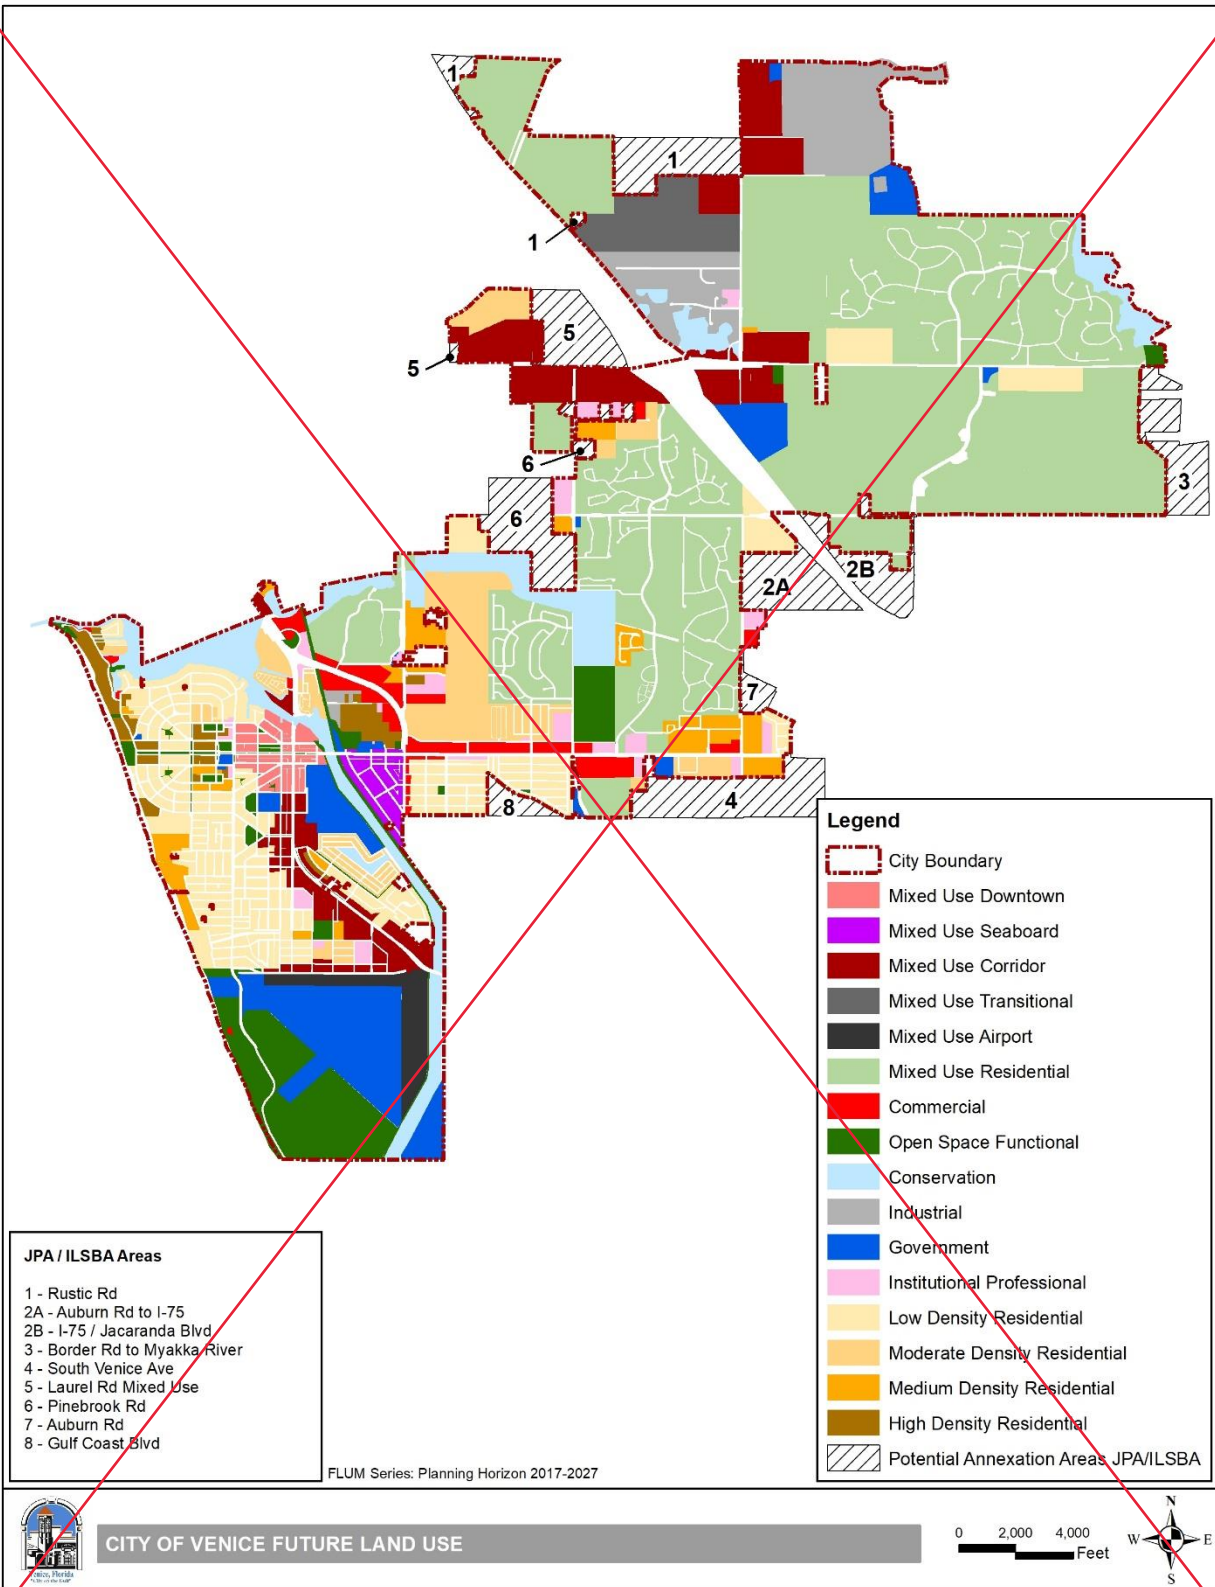 1
1
1
5
5
6
6
3
2A
2B
7
8
4
Legend
City Boundary
Mixed Use Downtown
Mixed Use Seaboard
Mixed Use Corridor
Mixed Use Transitional
Mixed Use Airport
Mixed Use Residential
Commercial
Open Space Functional
Conservation
Industrial
Government
Institutional Professional
Low Density Residential
Moderate Density Residential
Medium Density Residential
High Density Residential
Potential Annexation Areas JPA/ILSBA
JPA / ILSBA Areas
1 - Rustic Rd
2A - Auburn Rd to I-75
2B - I-75 / Jacaranda Blvd
3 - Border Rd to Myakka River
4 - South Venice Ave
5 - Laurel Rd Mixed Use
6 - Pinebrook Rd
7 - Auburn Rd
8 - Gulf Coast Blvd
FLUM Series: Planning Horizon 2017-2027
Venice, Florida
CITY OF VENICE FUTURE LAND USE
0 2,000 4,000
Feet
N
W E
S